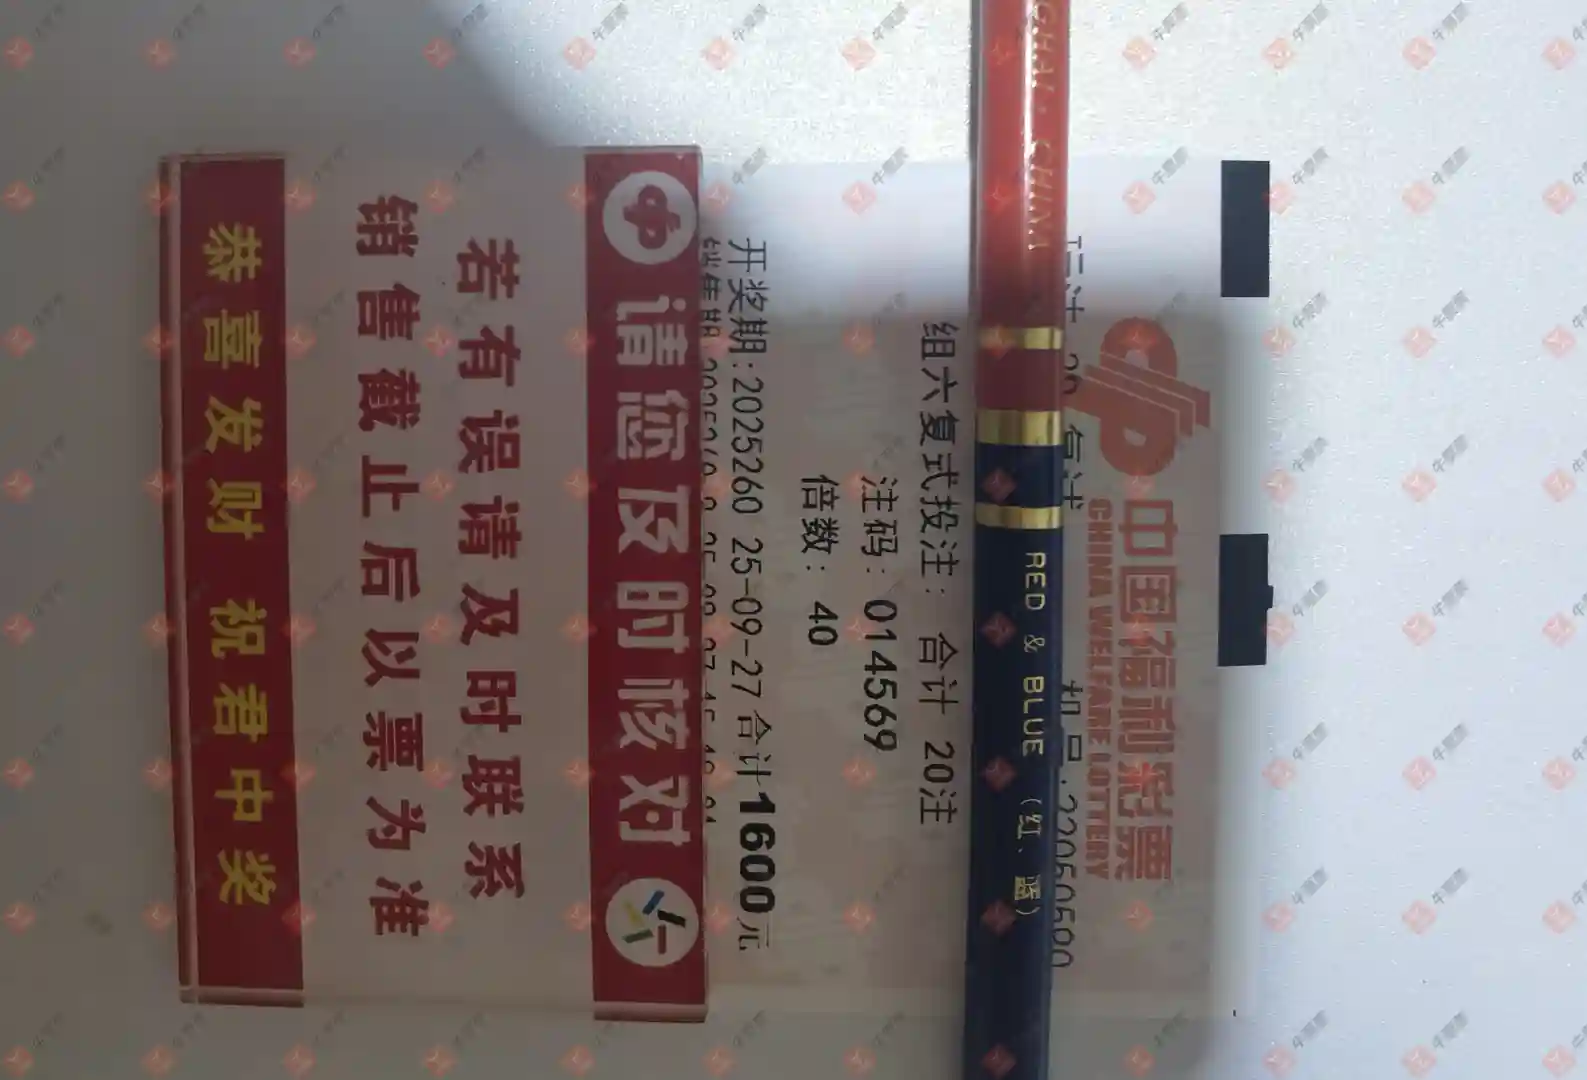 中国福利彩票
CHINA WELFARE LOTTERY
GHAI · CHINA
RED & BLUE (红、蓝)
组六复式投注: 合计 20注
注码: 014569
倍数: 40
开奖期:2025260 25-09-27 合计1600元
请您及时核对
若有误请及时联系
销售截止后以票为准
恭喜发财 祝君中奖